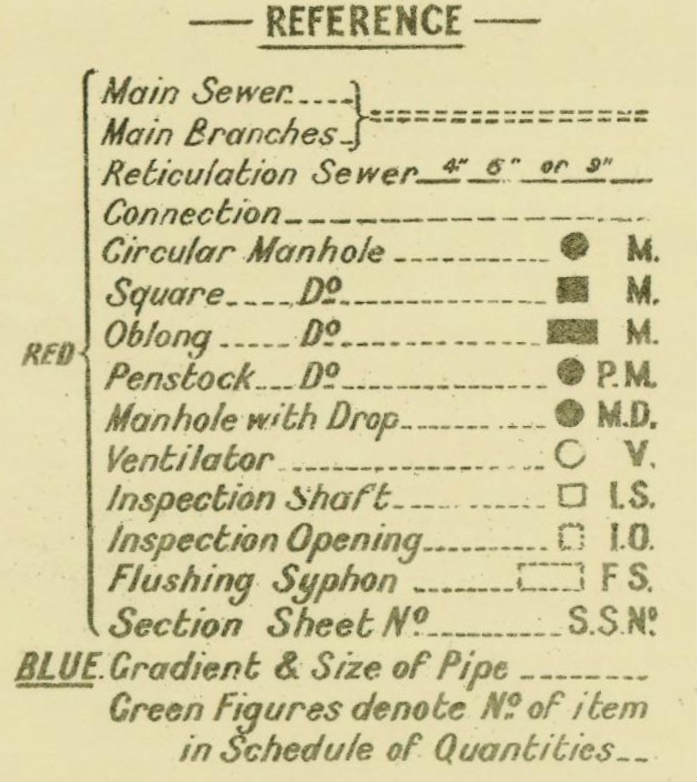 REFERENCE
Main Sewer
Main Branches
Reticulation Sewer 4" 6" or 9"
Connection
Circular Manhole M.
Square Dº M.
Oblong Dº M.
RED
Penstock Dº P.M.
Manhole with Drop M.D.
Ventilator V.
Inspection Shaft I.S.
Inspection Opening I.O.
Flushing Syphon F S.
Section Sheet Nº S.S.Nº
BLUE. Gradient & Size of Pipe
Green Figures denote Nº of item
in Schedule of Quantities